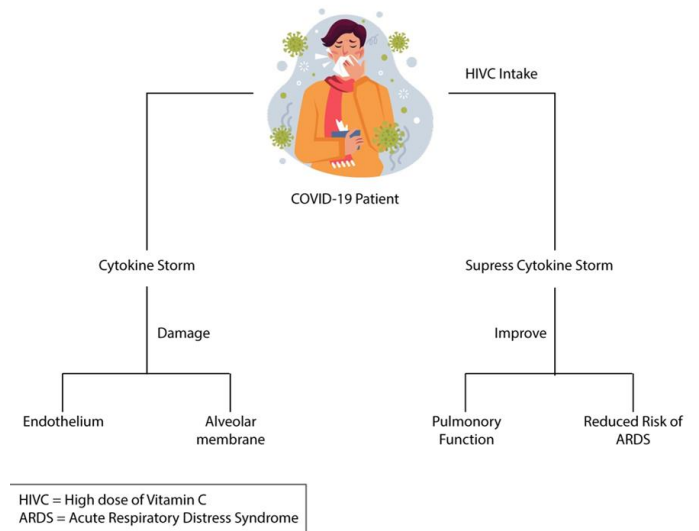 HIVC Intake
COVID-19 Patient
Cytokine Storm
Supress Cytokine Storm
Damage
Improve
Endothelium
Alveolar
membrane
Pulmonory
Function
Reduced Risk of
ARDS
HIVC = High dose of Vitamin C
ARDS = Acute Respiratory Distress Syndrome